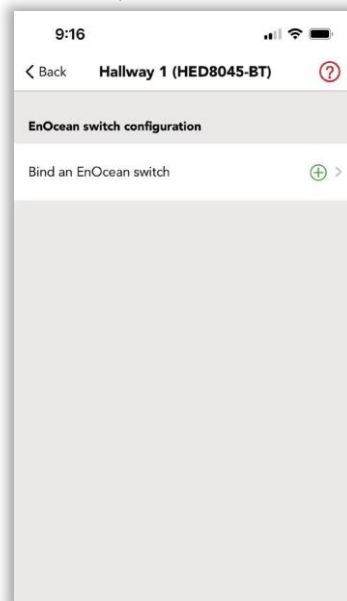 9:16
Back Hallway 1 (HED8045-BT) ?
EnOcean switch configuration
Bind an EnOcean switch